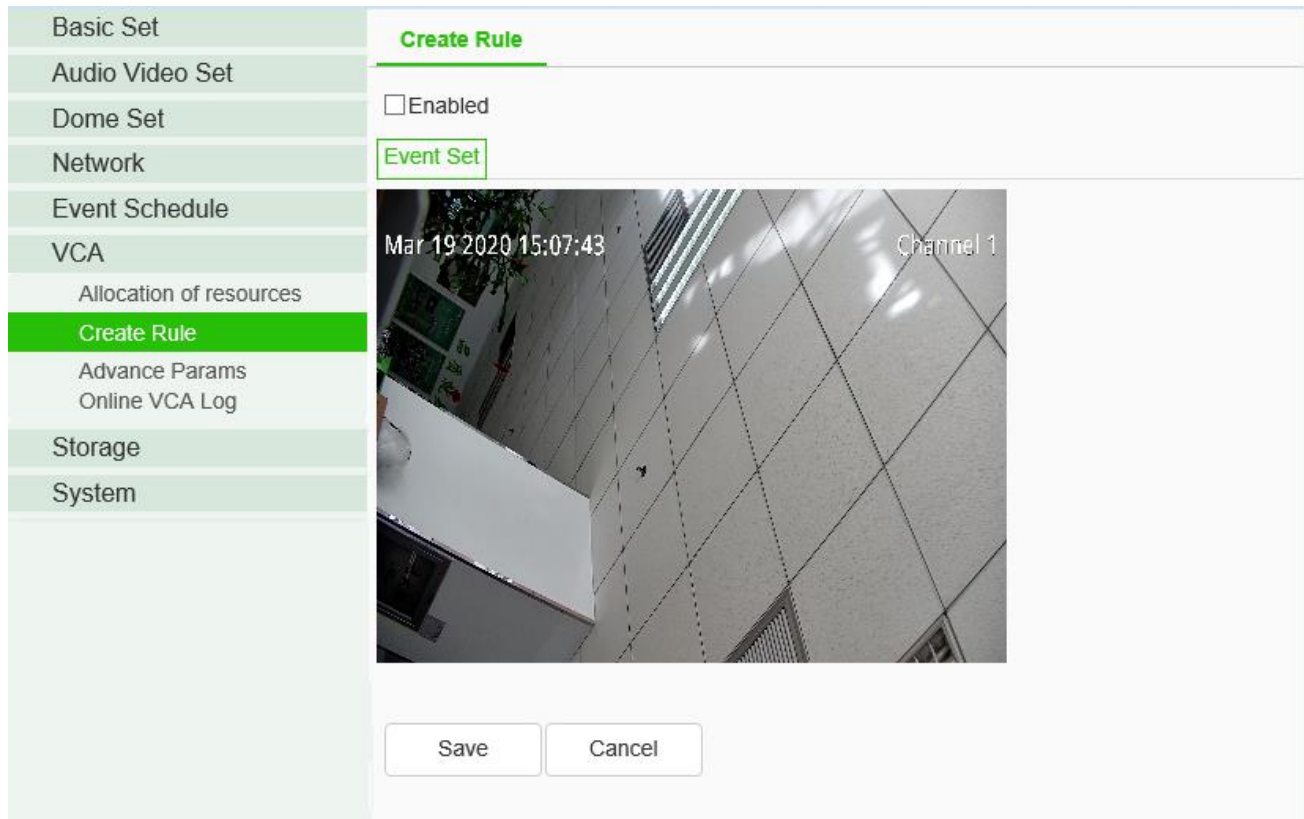 Basic Set
Audio Video Set
Dome Set
Network
Event Schedule
VCA
Allocation of resources
Create Rule
Advance Params
Online VCA Log
Storage
System
Create Rule
Enabled
Event Set
Mar 19 2020 15:07:43
Channel 1
Save
Cancel